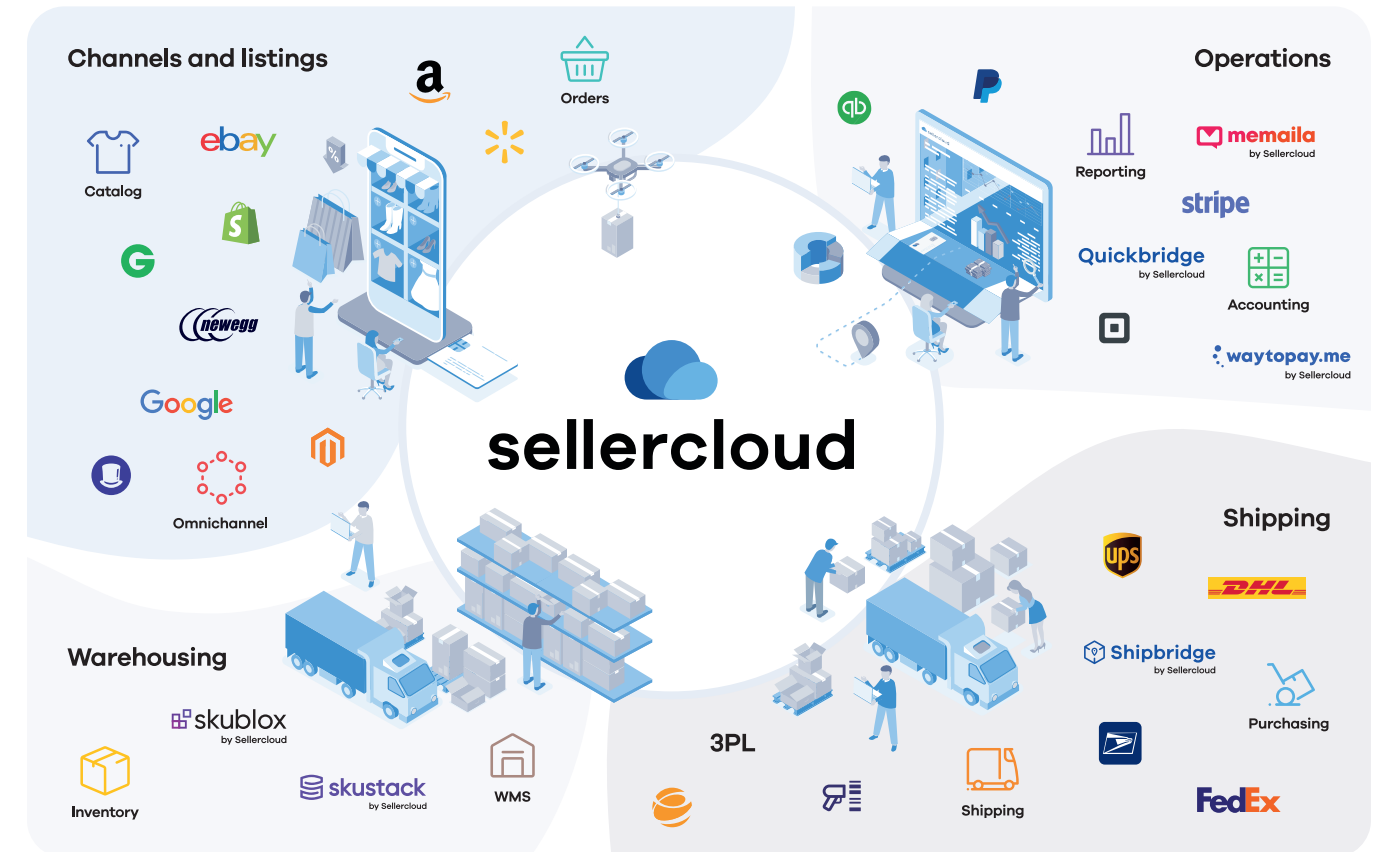 Channels and listings
a
Orders
Catalog
ebay
S
G
newegg
Google
Omnichannel
Operations
qb
P
Reporting
memaila
by Sellercloud
stripe
Quickbridge
by Sellercloud
Accounting
waytopay.me
by Sellercloud
%
sellercloud
sellercloud
Warehousing
skublox
by Sellercloud
Inventory
skustack
by Sellercloud
WMS
Shipping
ups
DHL
Shipbridge
by Sellercloud
Purchasing
3PL
Shipping
FedEx